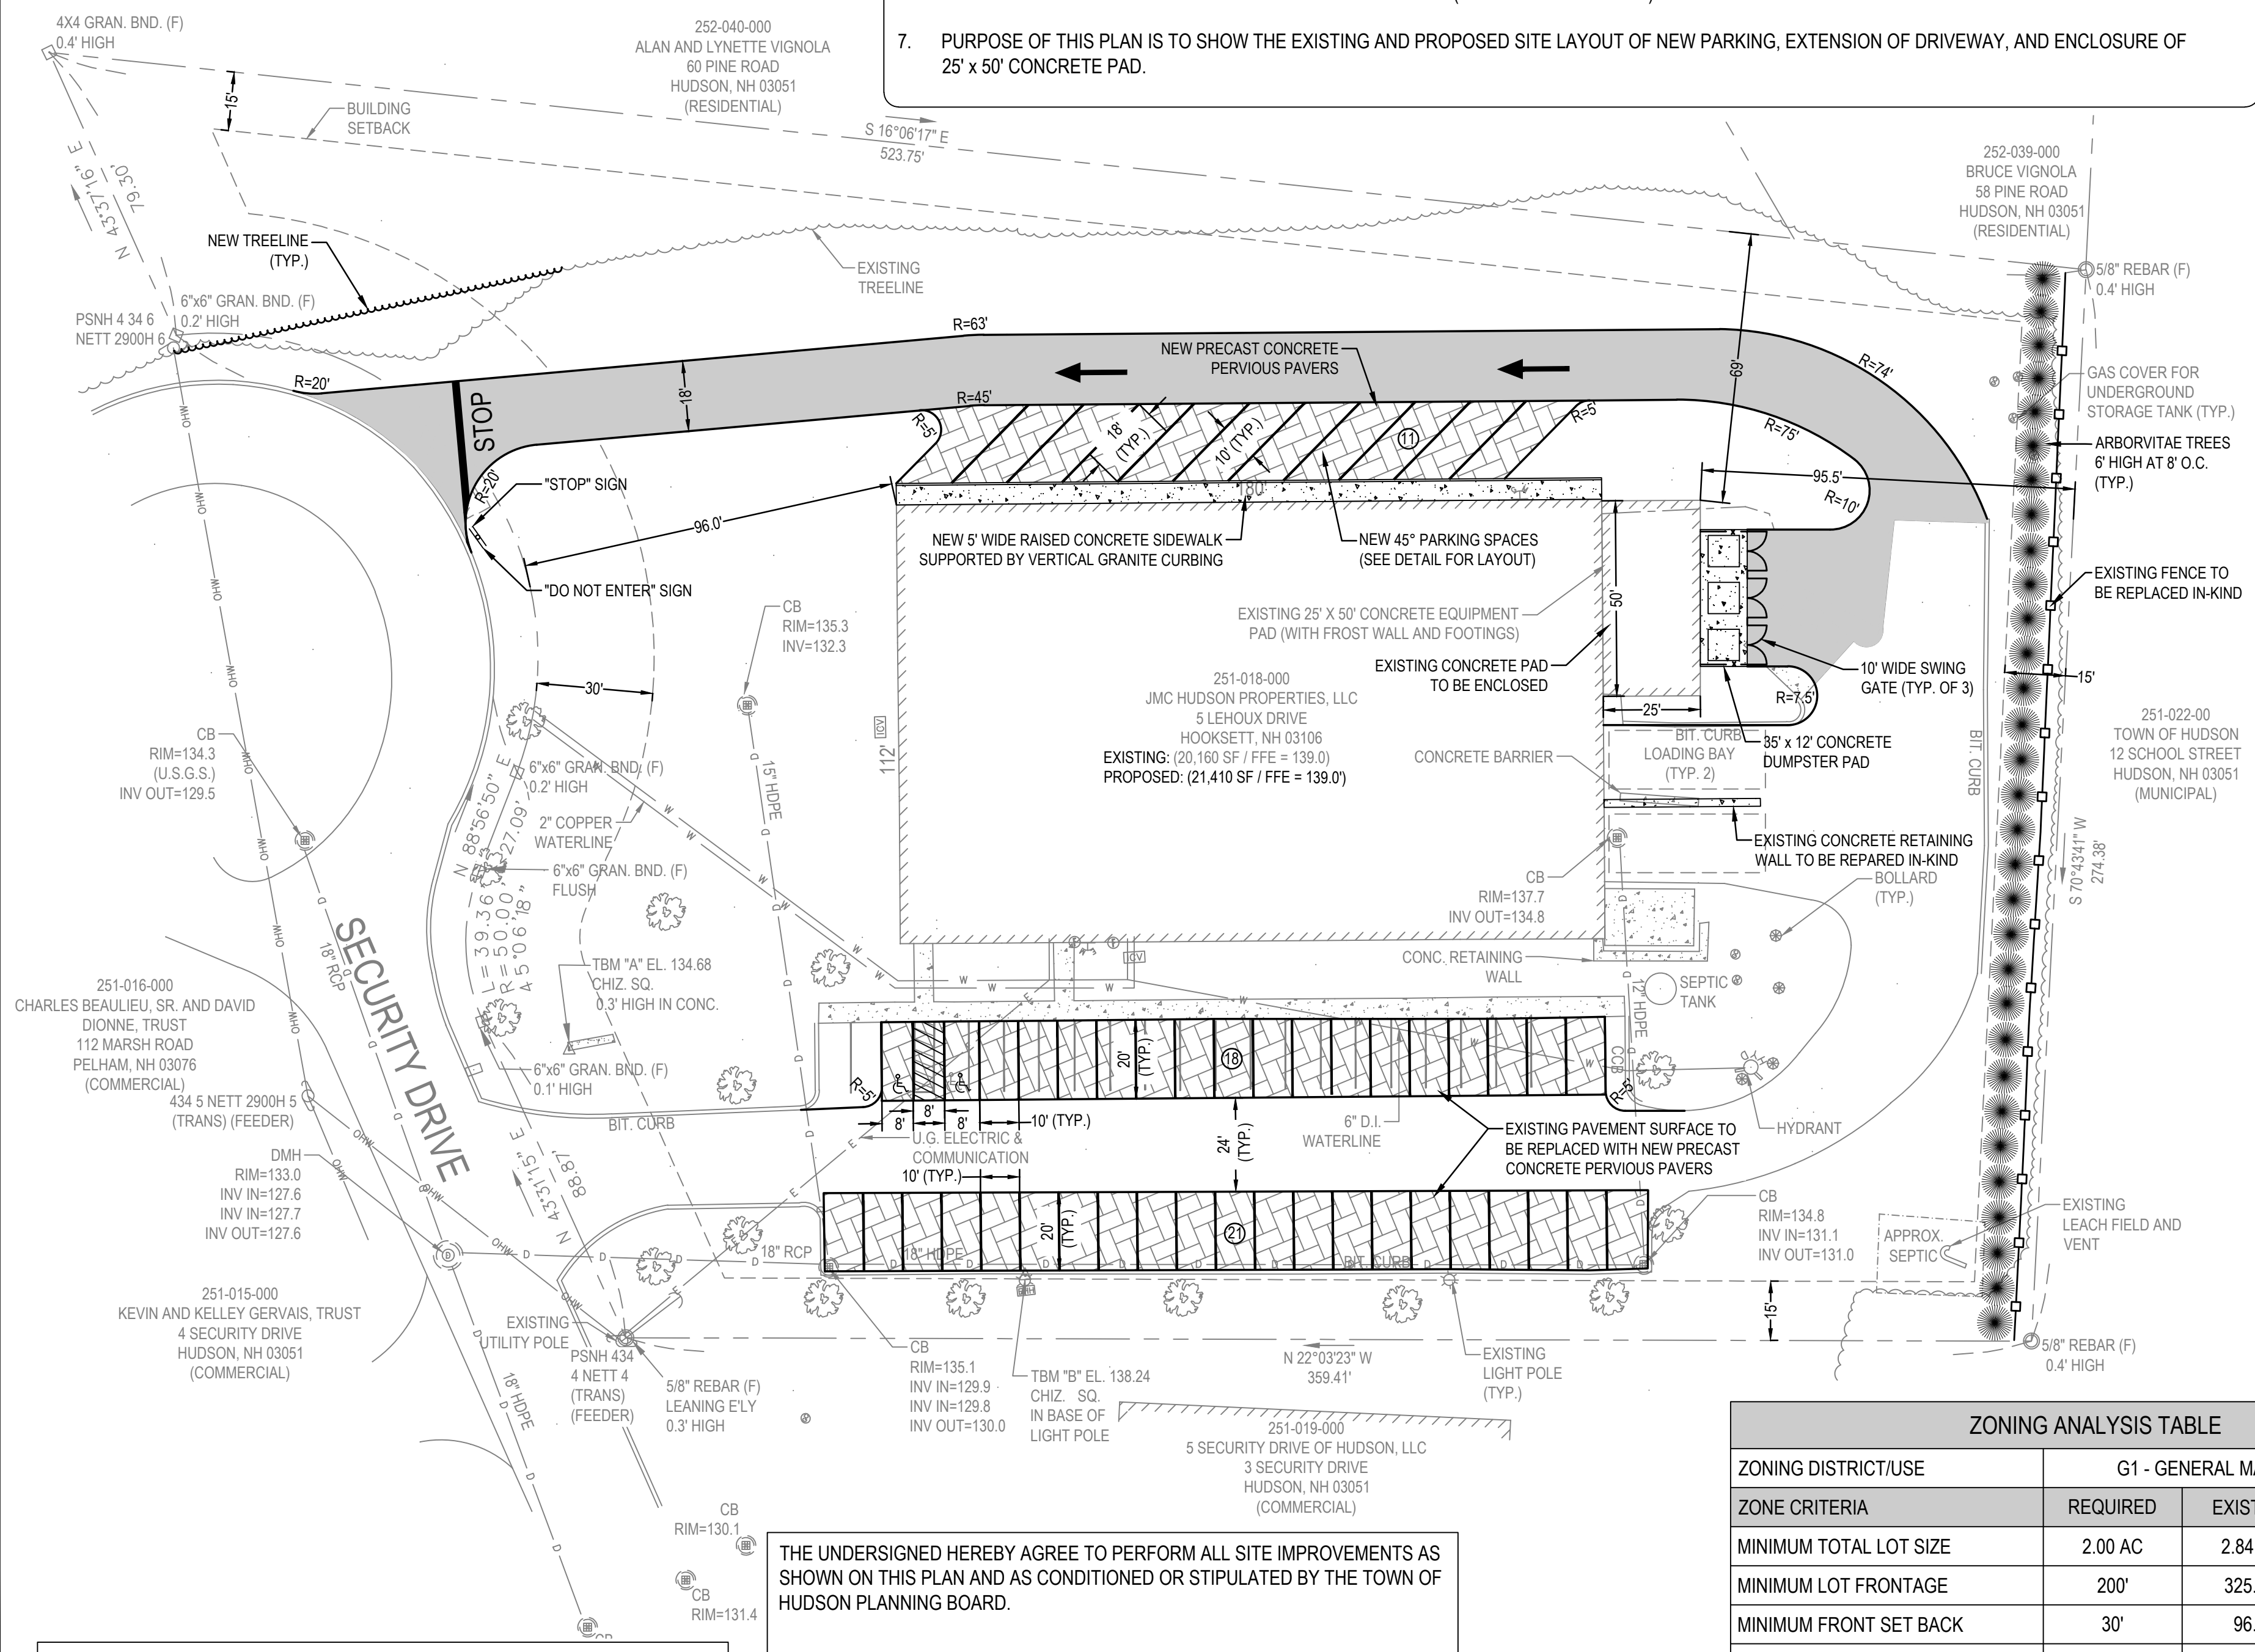 7. PURPOSE OF THIS PLAN IS TO SHOW THE EXISTING AND PROPOSED SITE LAYOUT OF NEW PARKING, EXTENSION OF DRIVEWAY, AND ENCLOSURE OF
25' x 50' CONCRETE PAD.
4X4 GRAN. BND. (F)
0.4' HIGH
252-040-000
ALAN AND LYNETTE VIGNOLA
60 PINE ROAD
HUDSON, NH 03051
(RESIDENTIAL)
15'
BUILDING
SETBACK
S 16°06'17" E
523.75'
252-039-000
BRUCE VIGNOLA
58 PINE ROAD
HUDSON, NH 03051
(RESIDENTIAL)
N 43°37'16" E
79.30'
NEW TREELINE
(TYP.)
EXISTING
TREELINE
5/8" REBAR (F)
0.4' HIGH
6"x6" GRAN. BND. (F)
0.2' HIGH
PSNH 4 34 6
NETT 2900H 6
R=63'
NEW PRECAST CONCRETE
PERVIOUS PAVERS
69'
R=74'
GAS COVER FOR
UNDERGROUND
STORAGE TANK (TYP.)
R=20'
STOP
18'
R=45'
R=5'
18'
(TYP.)
10' (TYP.)
11
R=5'
R=75'
ARBORVITAE TREES
6' HIGH AT 8' O.C.
(TYP.)
R=20'
"STOP" SIGN
96.0'
180'
95.5'
R=10'
"DO NOT ENTER" SIGN
NEW 5' WIDE RAISED CONCRETE SIDEWALK
SUPPORTED BY VERTICAL GRANITE CURBING
NEW 45° PARKING SPACES
(SEE DETAIL FOR LAYOUT)
EXISTING FENCE TO
BE REPLACED IN-KIND
CB
RIM=135.3
INV=132.3
EXISTING 25' X 50' CONCRETE EQUIPMENT
PAD (WITH FROST WALL AND FOOTINGS)
50'
EXISTING CONCRETE PAD
TO BE ENCLOSED
10' WIDE SWING
GATE (TYP. OF 3)
30'
251-018-000
JMC HUDSON PROPERTIES, LLC
5 LEHOUX DRIVE
HOOKSETT, NH 03106
EXISTING: (20,160 SF / FFE = 139.0)
PROPOSED: (21,410 SF / FFE = 139.0')
R=7.5'
25'
15'
251-022-00
TOWN OF HUDSON
12 SCHOOL STREET
HUDSON, NH 03051
(MUNICIPAL)
CB
RIM=134.3
(U.S.G.S.)
INV OUT=129.5
ICV
112'
CONCRETE BARRIER
BIT. CURB
LOADING BAY
(TYP. 2)
35' x 12' CONCRETE
DUMPSTER PAD
BIT. CURB
6"x6" GRAN. BND. (F)
0.2' HIGH
15" HDPE
2" COPPER
WATERLINE
N 88°56'50" E
27.09'
EXISTING CONCRETE RETAINING
WALL TO BE REPARED IN-KIND
S 70°43'41" W
274.38'
6"x6" GRAN. BND. (F)
FLUSH
CB
RIM=137.7
INV OUT=134.8
BOLLARD
(TYP.)
L=39.36'
R=50.00'
45°06'18"
SECURITY DRIVE
18" RCP
TBM "A" EL. 134.68
CHIZ. SQ.
0.3' HIGH IN CONC.
ICV
CONC. RETAINING
WALL
SEPTIC
TANK
12" HDPE
251-016-000
CHARLES BEAULIEU, SR. AND DAVID
DIONNE, TRUST
112 MARSH ROAD
PELHAM, NH 03076
(COMMERCIAL)
6"x6" GRAN. BND. (F)
0.1' HIGH
434 5 NETT 2900H 5
(TRANS) (FEEDER)
20'
(TYP.)
18
CCB
R=5'
R=5'
BIT. CURB
8'
8'
8'
10' (TYP.)
U.G. ELECTRIC &
COMMUNICATION
24'
(TYP.)
6" D.I.
WATERLINE
EXISTING PAVEMENT SURFACE TO
BE REPLACED WITH NEW PRECAST
CONCRETE PERVIOUS PAVERS
HYDRANT
DMH
RIM=133.0
INV IN=127.6
INV IN=127.7
INV OUT=127.6
N 43°31'15" E
88.87'
10' (TYP.)
20'
(TYP.)
21
CB
RIM=134.8
INV IN=131.1
INV OUT=131.0
EXISTING
LEACH FIELD AND
VENT
APPROX.
SEPTIC
18" RCP
18" HDPE
BIT. CURB
15'
251-015-000
KEVIN AND KELLEY GERVAIS, TRUST
4 SECURITY DRIVE
HUDSON, NH 03051
(COMMERCIAL)
EXISTING
UTILITY POLE
PSNH 434
4 NETT 4
(TRANS)
(FEEDER)
18" HDPE
5/8" REBAR (F)
LEANING E'LY
0.3' HIGH
CB
RIM=135.1
INV IN=129.9
INV IN=129.8
INV OUT=130.0
TBM "B" EL. 138.24
CHIZ. SQ.
IN BASE OF
LIGHT POLE
N 22°03'23" W
359.41'
EXISTING
LIGHT POLE
(TYP.)
5/8" REBAR (F)
0.4' HIGH
251-019-000
5 SECURITY DRIVE OF HUDSON, LLC
3 SECURITY DRIVE
HUDSON, NH 03051
(COMMERCIAL)
CB
RIM=130.1
CB
RIM=131.4
THE UNDERSIGNED HEREBY AGREE TO PERFORM ALL SITE IMPROVEMENTS AS
SHOWN ON THIS PLAN AND AS CONDITIONED OR STIPULATED BY THE TOWN OF
HUDSON PLANNING BOARD.
ZONING ANALYSIS TABLE
ZONING DISTRICT/USE G1 - GENERAL
ZONE CRITERIA REQUIRED
MINIMUM TOTAL LOT SIZE 2.00 AC 2.84
MINIMUM LOT FRONTAGE 200' 325.
MINIMUM FRONT SET BACK 30' 96.